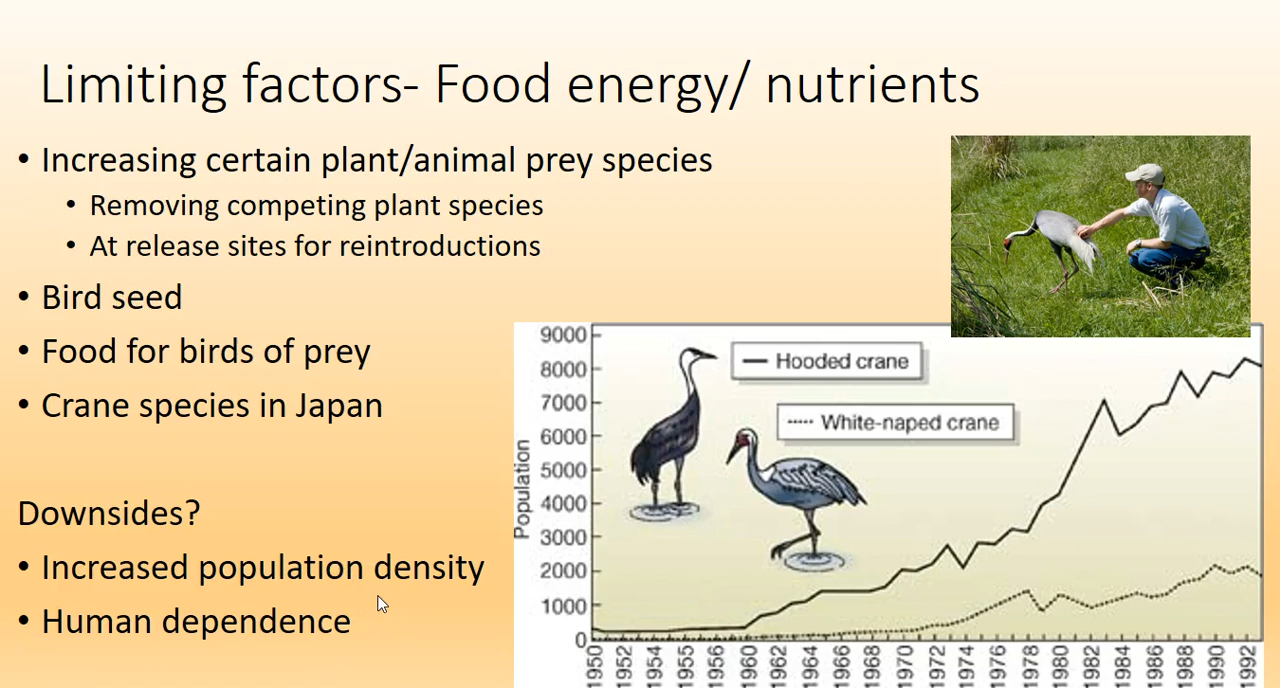 Limiting factors- Food energy/ nutrients
• Increasing certain plant/animal prey species
• Removing competing plant species
• At release sites for reintroductions
• Bird seed
• Food for birds of prey
• Crane species in Japan
Downsides?
• Increased population density
• Human dependence
Hooded crane
White-naped crane
Population
9000
8000
7000
6000
5000
4000
3000
2000
1000
0
1950
1952
1954
1955
1956
1960
1962
1964
1966
1968
1970
1972
1974
1976
1978
1980
1982
1984
1986
1988
1990
1992